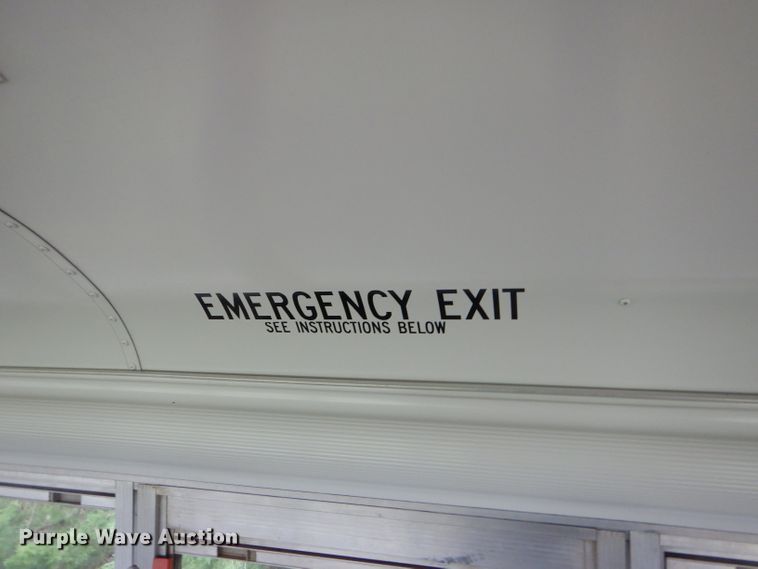 EMERGENCY EXIT
SEE INSTRUCTIONS BELOW
Purple Wave Auction